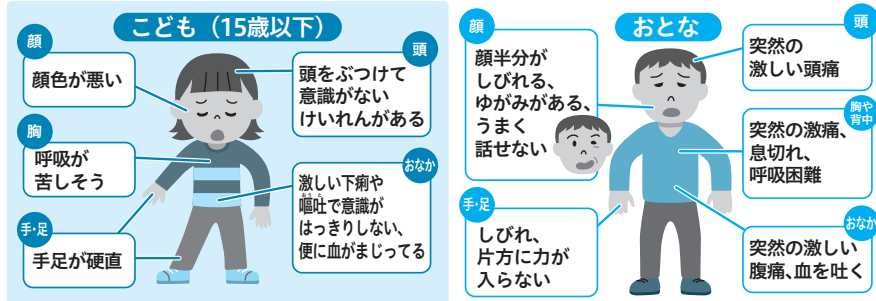 こども（15歳以下）
顔
顔色が悪い
頭
頭をぶつけて
意識がない
けいれんがある
胸
呼吸が
苦しそう
おなか
激しい下痢や
嘔吐で意識が
はっきりしない、
便に血がまじってる
手・足
手足が硬直
おとな
顔
顔半分が
しびれる、
ゆがみがある、
うまく
話せない
頭
突然の
激しい頭痛
胸や
背中
突然の激痛、
息切れ、
呼吸困難
手・足
しびれ、
片方に力が
入らない
おなか
突然の激しい
腹痛、血を吐く